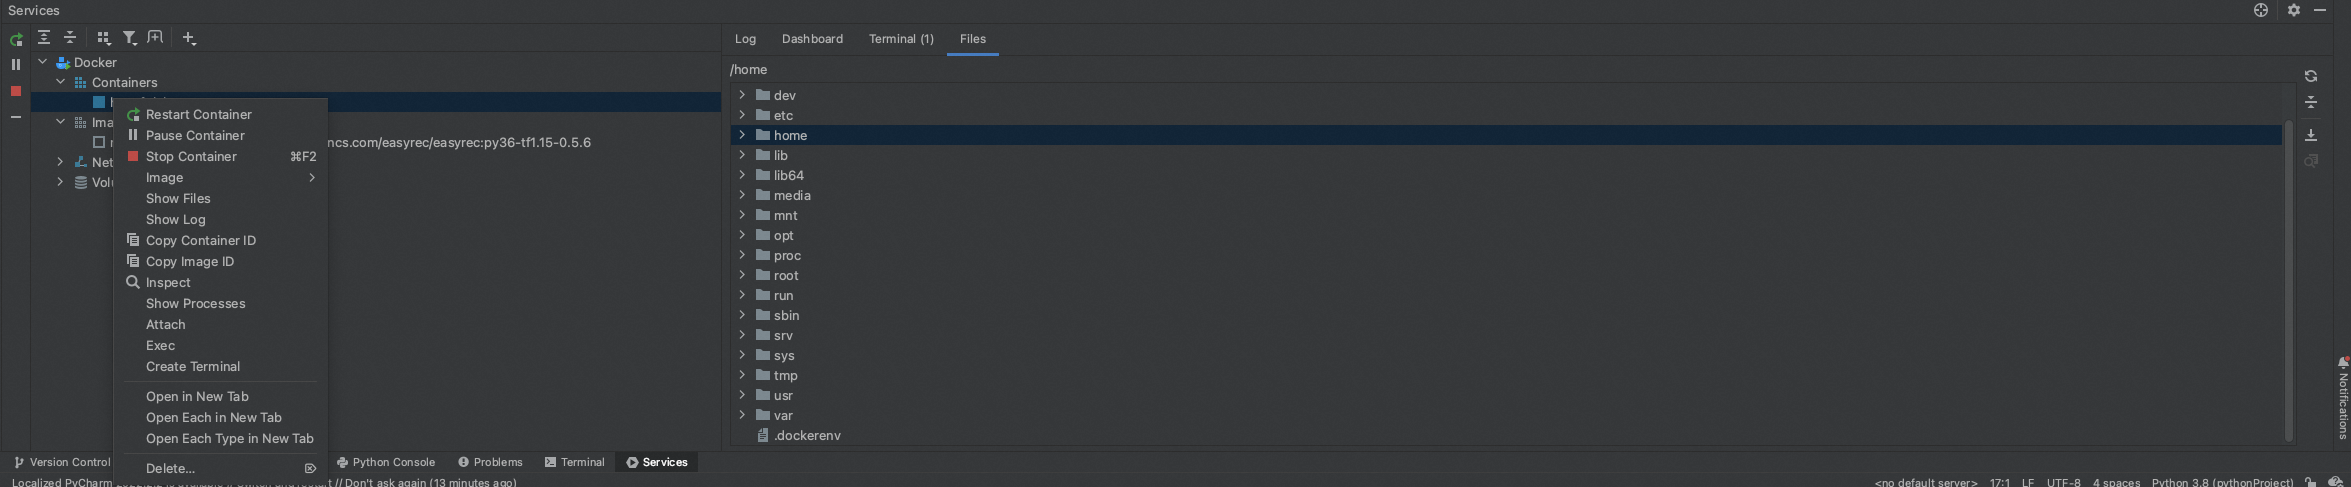 Services
Docker
Containers
Ima
ncs.com/easyrec/easyrec:py36-tf1.15-0.5.6
Net
Volu
Restart Container
Pause Container
Stop Container ⌘F2
Image
Show Files
Show Log
Copy Container ID
Copy Image ID
Inspect
Show Processes
Attach
Exec
Create Terminal
Open in New Tab
Open Each in New Tab
Open Each Type in New Tab
Delete...
Log Dashboard Terminal (1) Files
/home
dev
etc
home
lib
lib64
media
mnt
opt
proc
root
run
sbin
srv
sys
tmp
usr
var
.dockerenv
Notifications
Version Control Python Console Problems Terminal Services
Localized PyCharm // Don't ask again (13 minutes ago) <no default server> 17:1 LF UTF-8 4 spaces Python 3.8 (pythonProject)